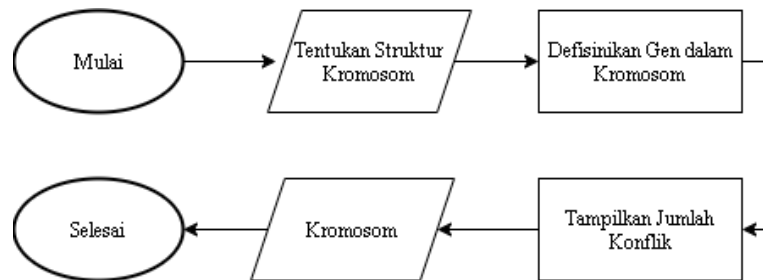 Mulai
Tentukan Struktur
Kromosom
Defisinikan Gen dalam
Kromosom
Selesai
Kromosom
Tampilkan Jumlah
Konflik